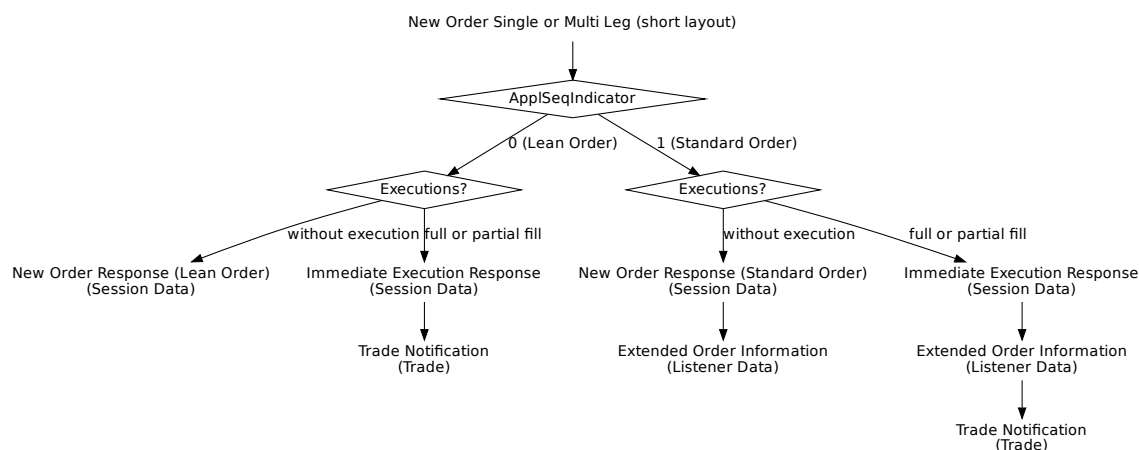 New Order Single or Multi Leg (short layout)
ApplSeqIndicator
0 (Lean Order)
1 (Standard Order)
Executions?
Executions?
without execution
full or partial fill
without execution
full or partial fill
New Order Response (Lean Order)
(Session Data)
Immediate Execution Response
(Session Data)
New Order Response (Standard Order)
(Session Data)
Immediate Execution Response
(Session Data)
Trade Notification
(Trade)
Extended Order Information
(Listener Data)
Extended Order Information
(Listener Data)
Trade Notification
(Trade)